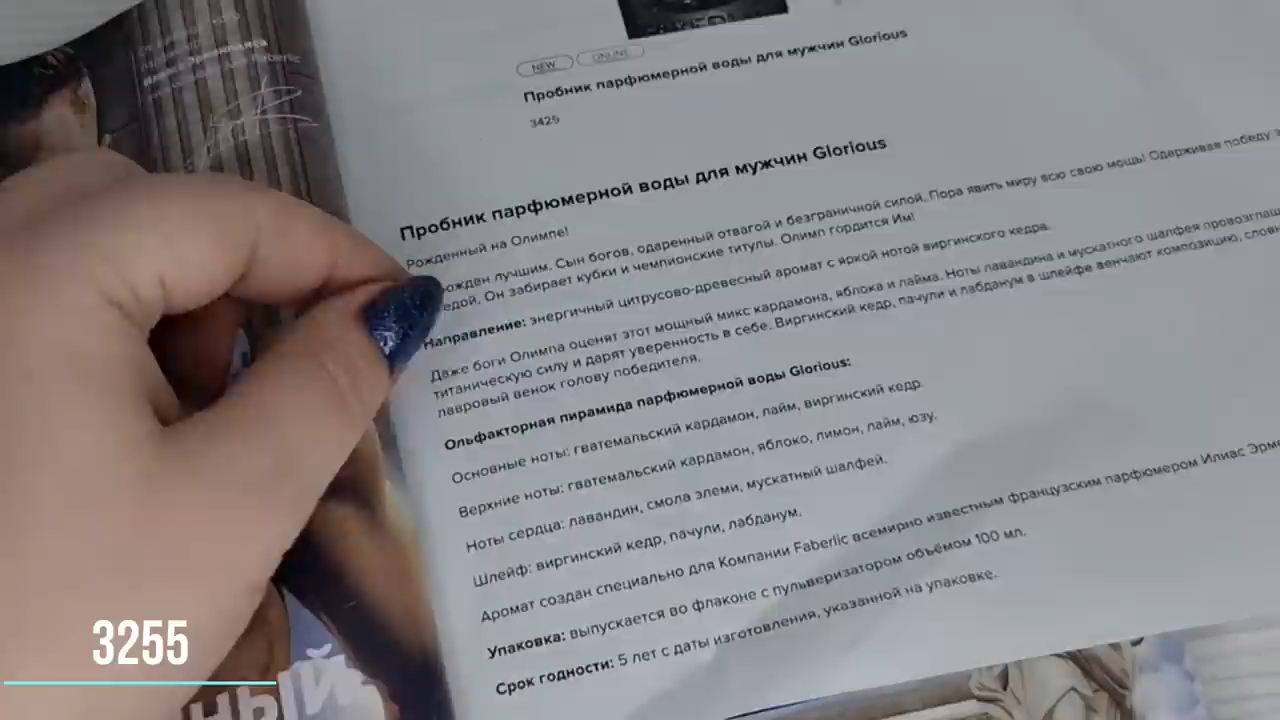 NEW ONLINE
Пробник парфюмерной воды для мужчин Glorious
3425
Пробник парфюмерной воды для мужчин Glorious
Рожденный на Олимпе!
лучшим. Сын богов, одаренный отвагой и безграничной силой. Пора явить миру всю свою мощь! Одерживая победу
Он забирает кубки и чемпионские титулы. Олимп гордится Им!
Направление: энергичный цитрусово-древесный аромат с яркой нотой виргинского кедра.
Даже боги Олимпа оценят этот мощный микс кардамона, яблока и лайма. Ноты лавандина и мускатного шалфея
титаническую силу и дарят уверенность в себе. Виргинский кедр, пачули и лабданум в шлейфе венчают композицию,
лавровый венок голову победителя.
Ольфакторная пирамида парфюмерной воды Glorious:
Основные ноты: гватемальский кардамон, лайм, виргинский кедр.
Верхние ноты: гватемальский кардамон, яблоко, лимон, лайм, юзу.
Ноты сердца: лавандин, смола элеми, мускатный шалфей.
Шлейф: виргинский кедр, пачули, лабданум.
Аромат создан специально для Компании Faberlic всемирно известным французским парфюмером Илиас
Упаковка: выпускается во флаконе с пульверизатором объёмом 100 мл.
Срок годности: 5 лет с даты изготовления, указанной на упаковке.
3255